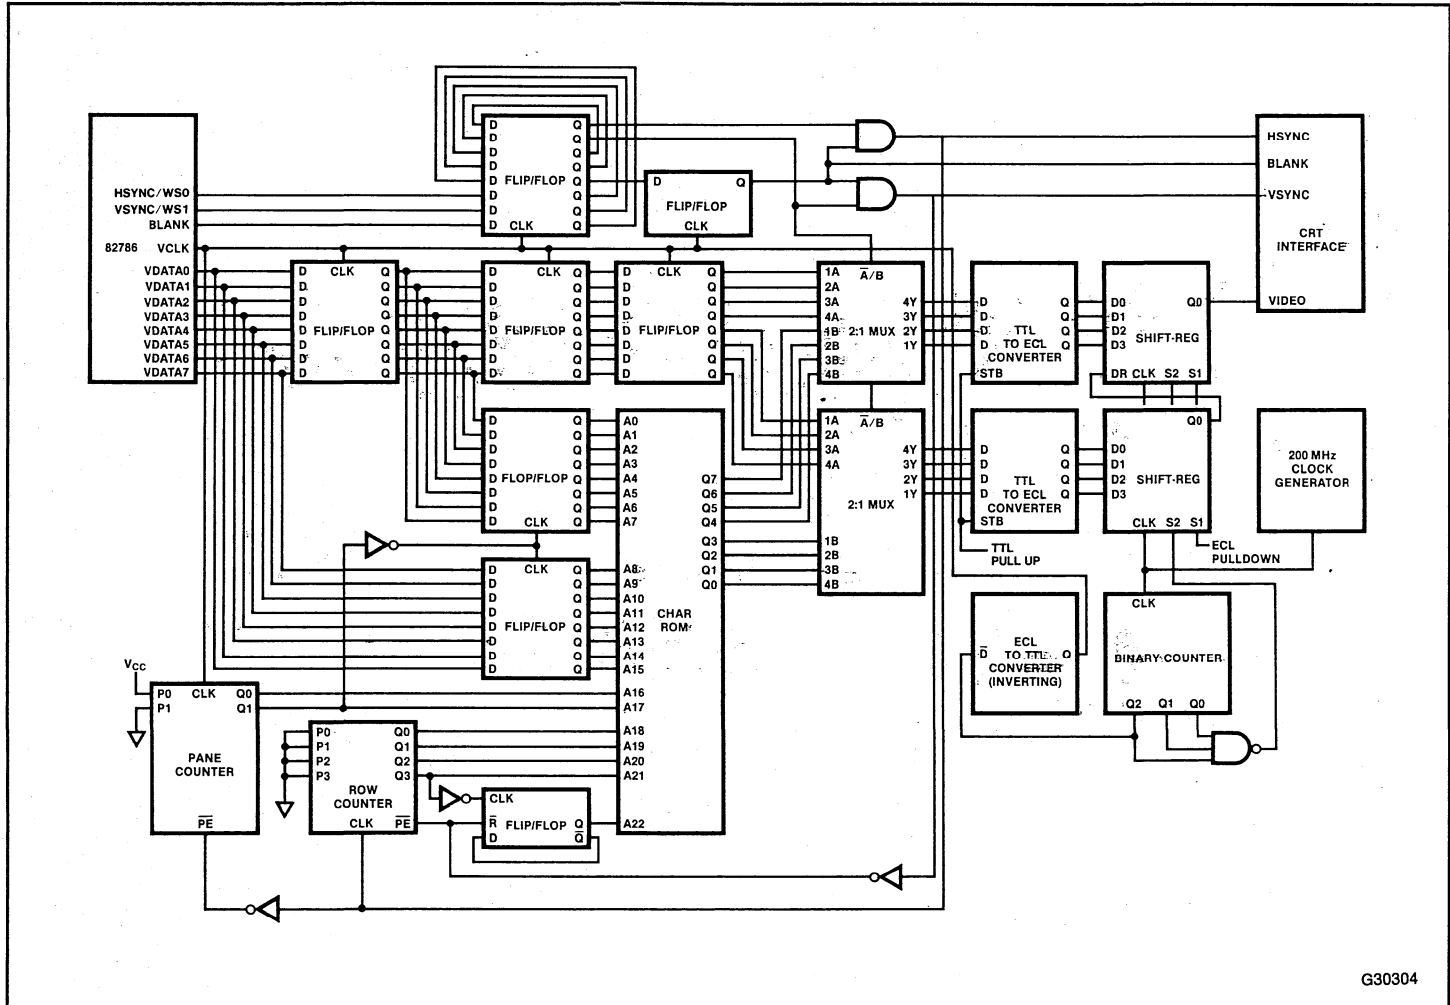 HSYNC/WS0
VSYNC/WS1
BLANK
82786 VCLK
VDATA0
VDATA1
VDATA2
VDATA3
VDATA4
VDATA5
VDATA6
VDATA7
D Q
D Q
D Q
D Q
D FLIP/FLOP Q
D Q
D Q
D Q
CLK
D Q
FLIP/FLOP
CLK
HSYNC
BLANK
VSYNC
CRT
INTERFACE
VIDEO
D CLK Q
D Q
D Q
D Q
D FLIP/FLOP Q
D Q
D Q
D Q
D CLK Q
D Q
D Q
D Q
D FLIP/FLOP Q
D Q
D Q
D Q
D CLK Q
D Q
D Q
D Q
D FLIP/FLOP Q
D Q
D Q
D Q
1A A/B
2A
3A 4Y
4A 3Y
1B 2:1 MUX 2Y
2B 1Y
3B
4B
D Q
D Q
D TTL Q
D TO ECL Q
CONVERTER
STB
D0 Q0
D1
D2 SHIFT-REG
D3
DR CLK S2 S1
D Q
D Q
D Q
D Q
D FLOP/FLOP Q
D Q
D Q
D Q
CLK
A0
A1
A2
A3
A4 Q7
A5 Q6
A6 Q5
A7 Q4
Q3
Q2
A8 Q1
A9 Q0
A10
A11 CHAR
A12 ROM
A13
A14
A15
A16
A17
A18
A19
A20
A21
A22
1A A/B
2A
3A 4Y
4A 3Y
2Y
2:1 MUX 1Y
1B
2B
3B
4B
D Q
D Q
D TTL Q
D TO ECL Q
CONVERTER
STB
TTL
PULL UP
Q0
D0
D1
D2 SHIFT-REG
D3
CLK S2 S1
ECL
PULLDOWN
200 MHz
CLOCK
GENERATOR
D CLK Q
D Q
D Q
D Q
D FLIP/FLOP Q
D Q
D Q
D Q
ECL
D TO TTL Q
CONVERTER
(INVERTING)
CLK
BINARY COUNTER
Q2 Q1 Q0
VCC
P0 CLK Q0
P1 Q1
PANE
COUNTER
PE
P0 Q0
P1 Q1
P2 Q2
P3 Q3
ROW
COUNTER
CLK PE
CLK
R FLIP/FLOP Q
D Q
G30304